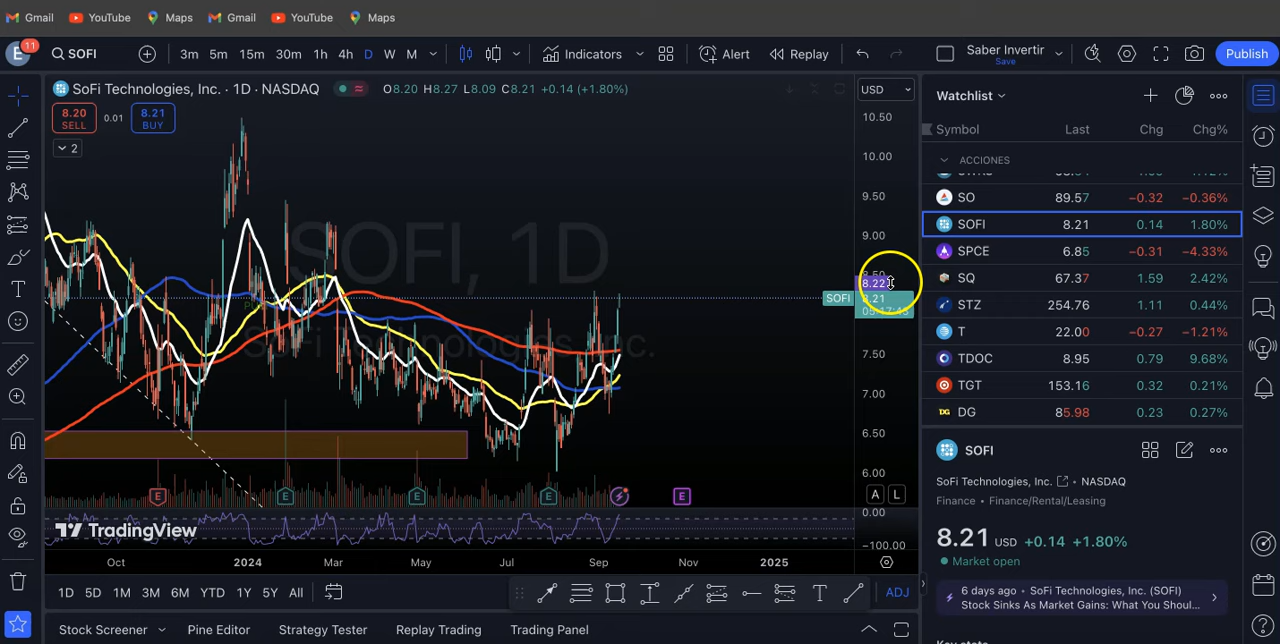 Gmail YouTube Maps Gmail YouTube Maps
E 11 SOFI 3m 5m 15m 30m 1h 4h D W M Indicators Alert Replay Saber Invertir Save Publish
SoFi Technologies, Inc. · 1D · NASDAQ O8.20 H8.27 L8.09 C8.21 +0.14 (+1.80%) USD
8.20 SELL 0.01 8.21 BUY
2
SOFI, 1D
SoFi Technologies, Inc.
10.50
10.00
9.50
9.00
8.50
8.22
SOFI 8.21
7.50
7.00
6.50
6.00
0.00
−100.00
E E E E E
A L
TradingView
Oct 2024 Mar May Jul Sep Nov 2025
1D 5D 1M 3M 6M YTD 1Y 5Y All ADJ
Stock Screener Pine Editor Strategy Tester Replay Trading Trading Panel
Watchlist
Symbol Last Chg Chg%
ACCIONES
SO 89.57 −0.32 −0.36%
SOFI 8.21 0.14 1.80%
SPCE 6.85 −0.31 −4.33%
SQ 67.37 1.59 2.42%
STZ 254.76 1.11 0.44%
T 22.00 −0.27 −1.21%
TDOC 8.95 0.79 9.68%
TGT 153.16 0.32 0.21%
DG 85.98 0.23 0.27%
SOFI
SoFi Technologies, Inc. • NASDAQ
Finance • Finance/Rental/Leasing
8.21 USD +0.14 +1.80%
Market open
6 days ago • SoFi Technologies, Inc. (SOFI)
Stock Sinks As Market Gains: What You Shoul...
Key stats